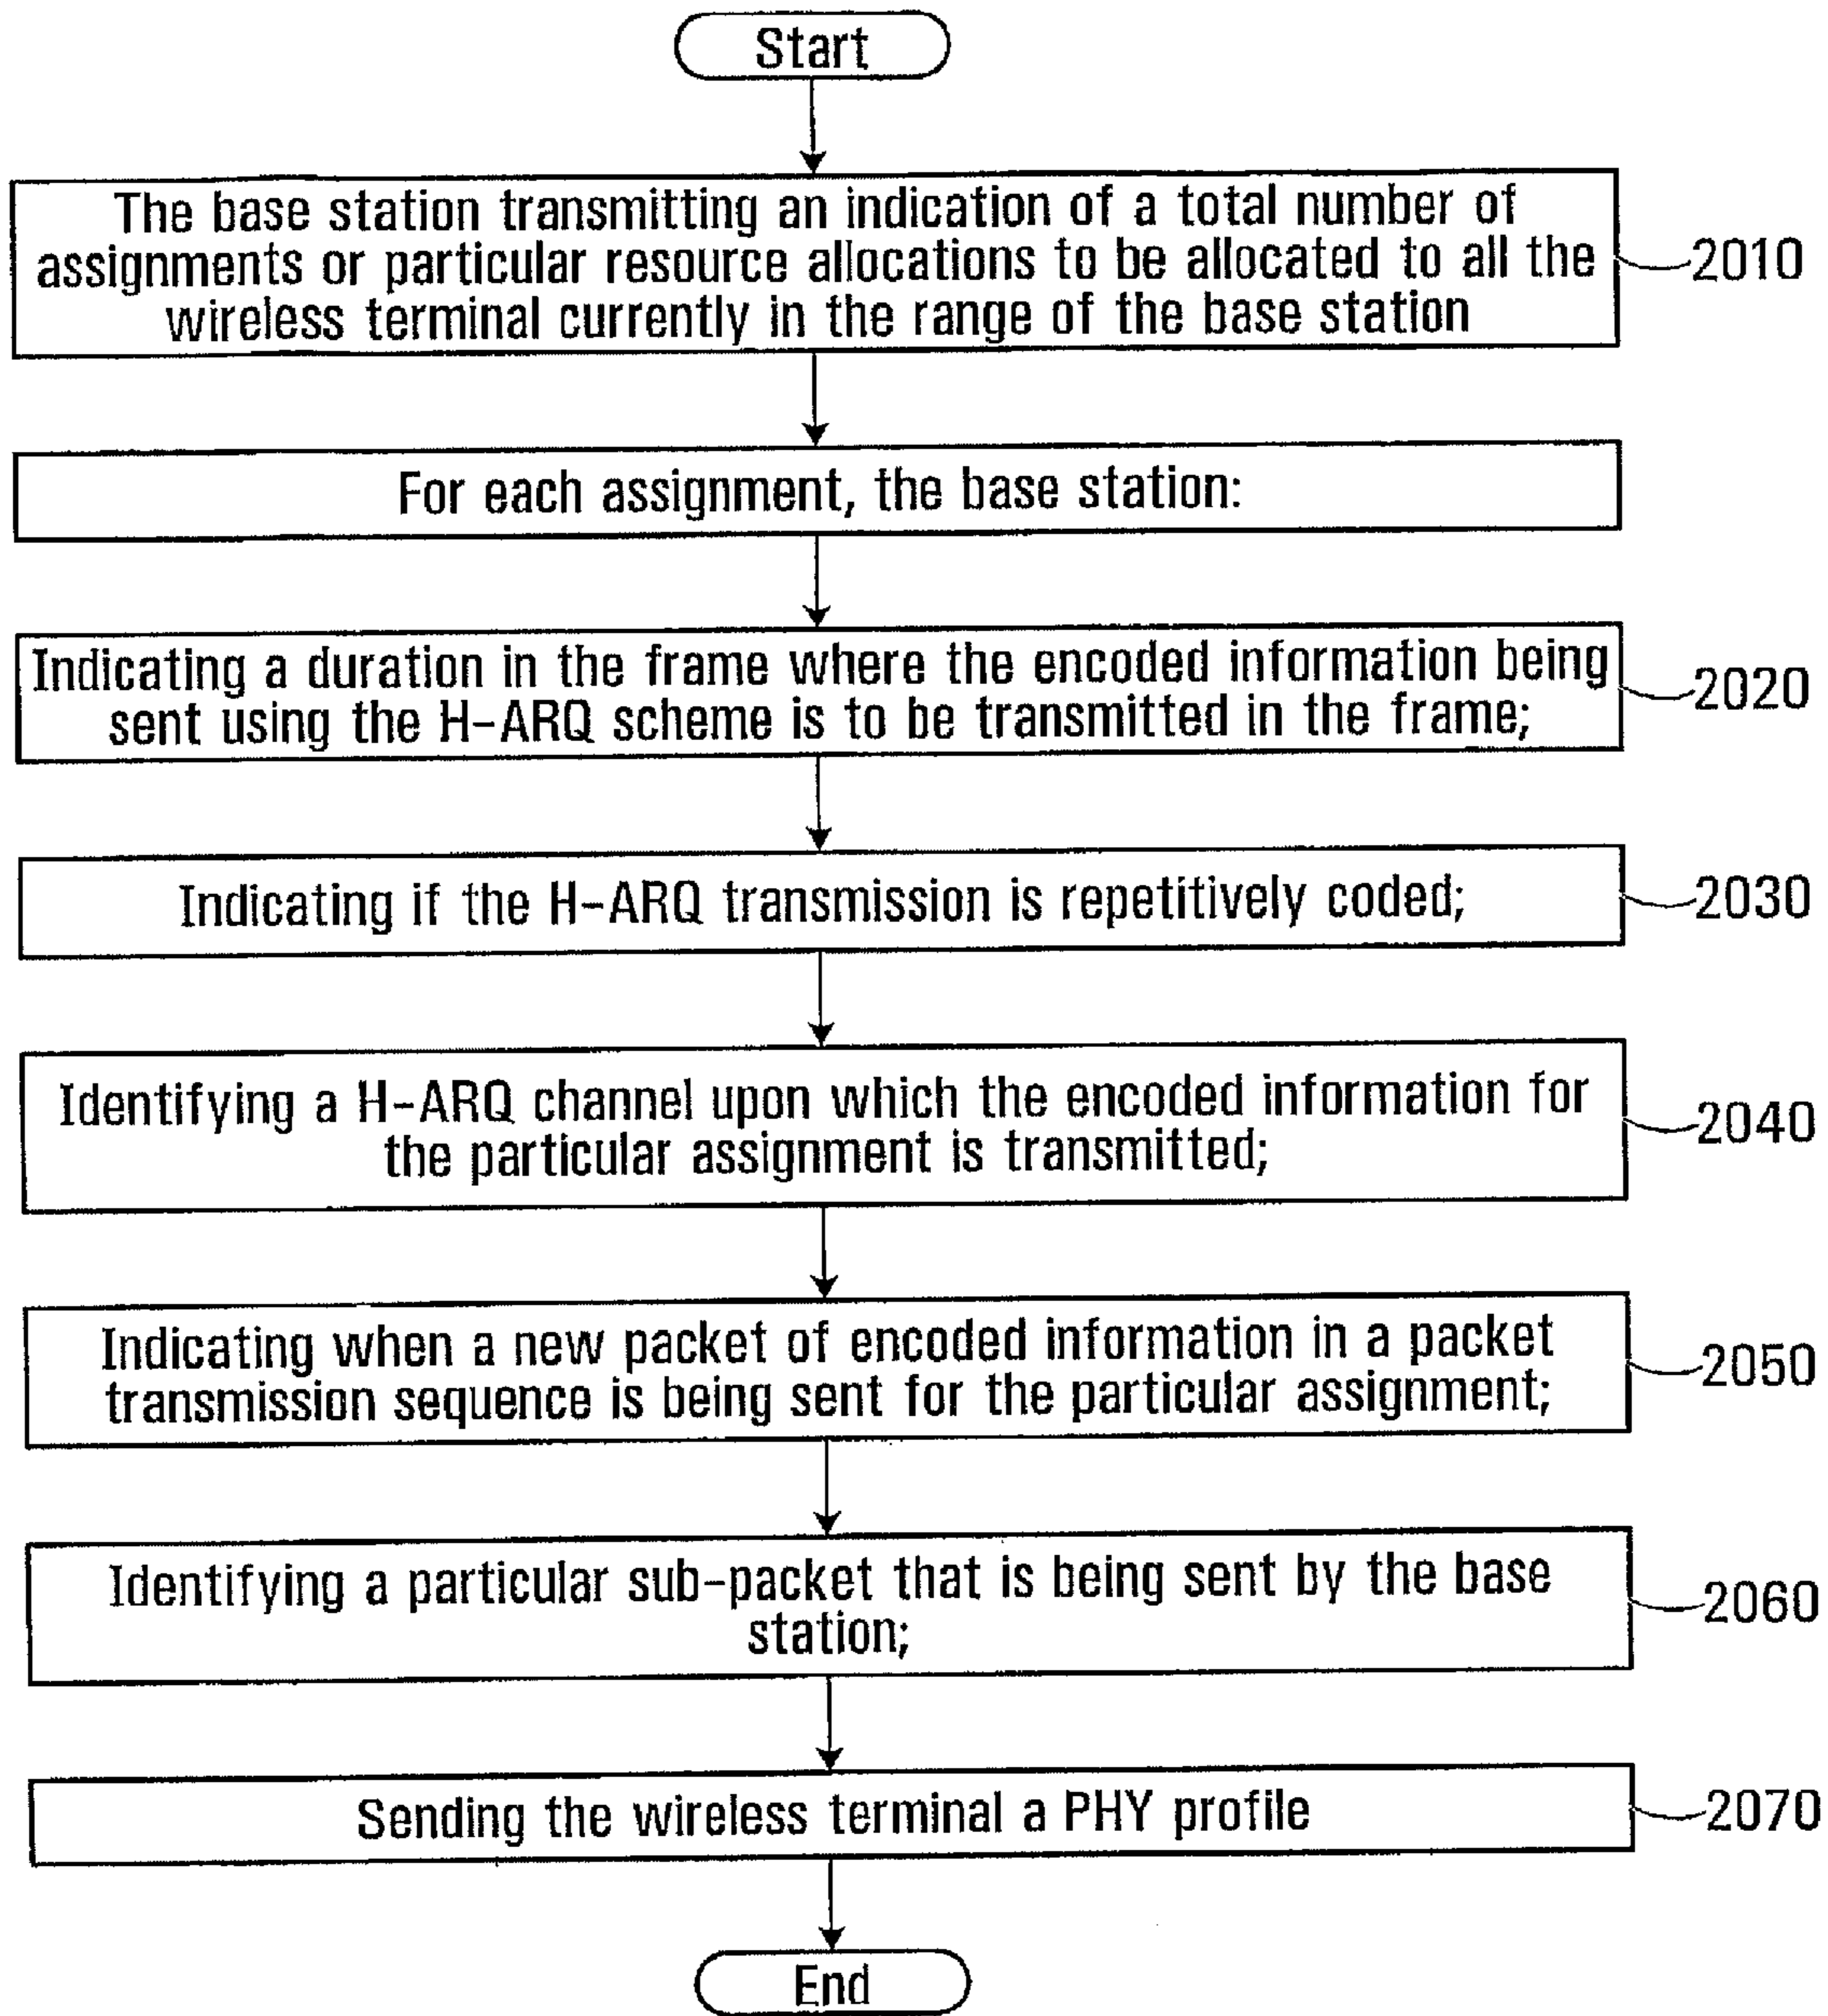 Start
The base station transmitting an indication of a total number of
assignments or particular resource allocations to be allocated to all the
wireless terminal currently in the range of the base station
2010
For each assignment, the base station:
Indicating a duration in the frame where the encoded information being
sent using the H-ARQ scheme is to be transmitted in the frame;
2020
Indicating if the H-ARQ transmission is repetitively coded;
2030
Identifying a H-ARQ channel upon which the encoded information for
the particular assignment is transmitted;
2040
Indicating when a new packet of encoded information in a packet
transmission sequence is being sent for the particular assignment;
2050
Identifying a particular sub-packet that is being sent by the base
station;
2060
Sending the wireless terminal a PHY profile
2070
End